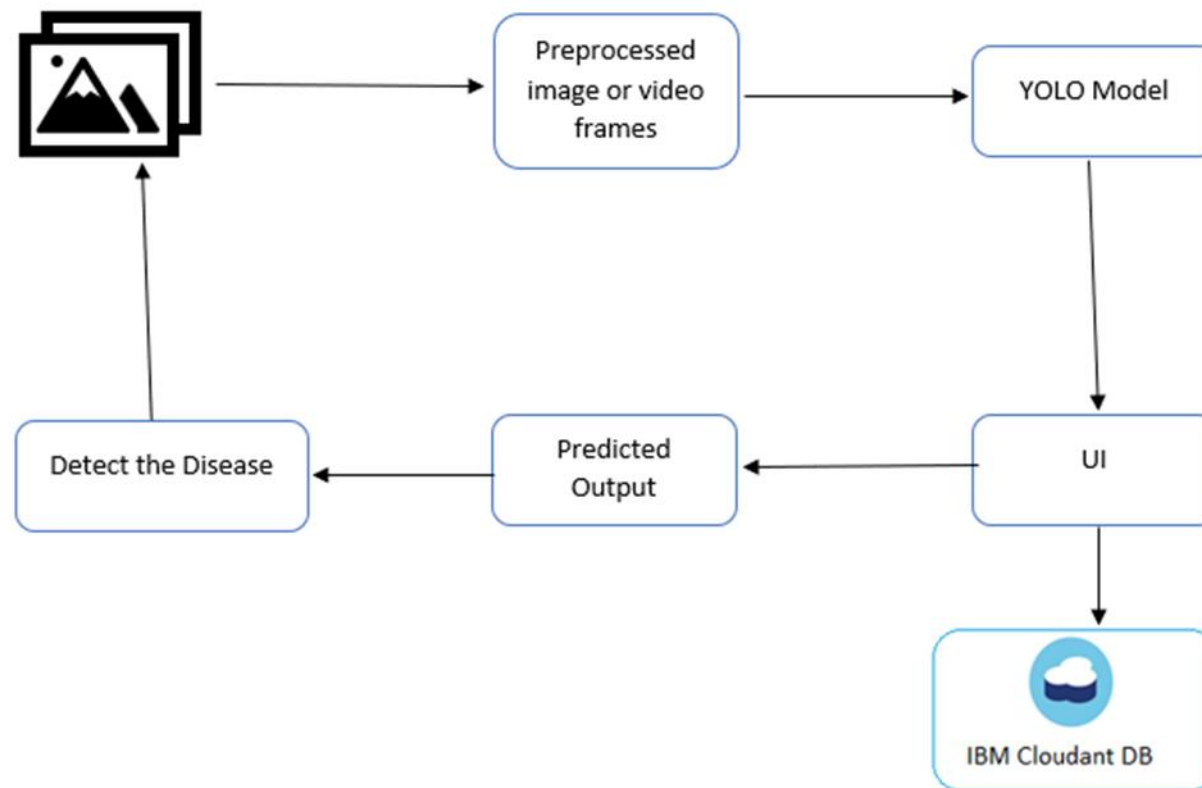 Preprocessed
image or video
frames
YOLO Model
Detect the Disease
Predicted
Output
UI
IBM Cloudant DB